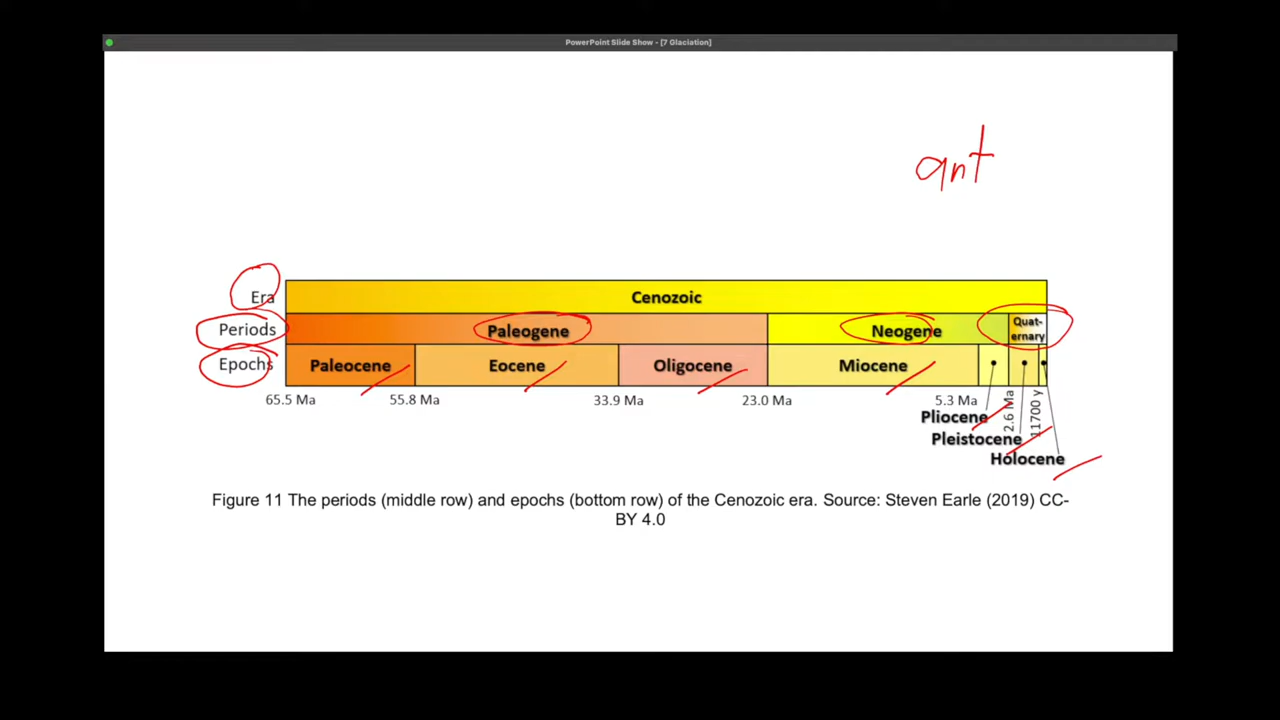 PowerPoint Slide Show - [7 Glaciation]
ant
Era
Cenozoic
Periods
Paleogene
Neogene
Quat-
ernary
Epochs
Paleocene
Eocene
Oligocene
Miocene
65.5 Ma
55.8 Ma
33.9 Ma
23.0 Ma
5.3 Ma
2.6 Ma
11700 y
Pliocene
Pleistocene
Holocene
Figure 11 The periods (middle row) and epochs (bottom row) of the Cenozoic era. Source: Steven Earle (2019) CC-
BY 4.0